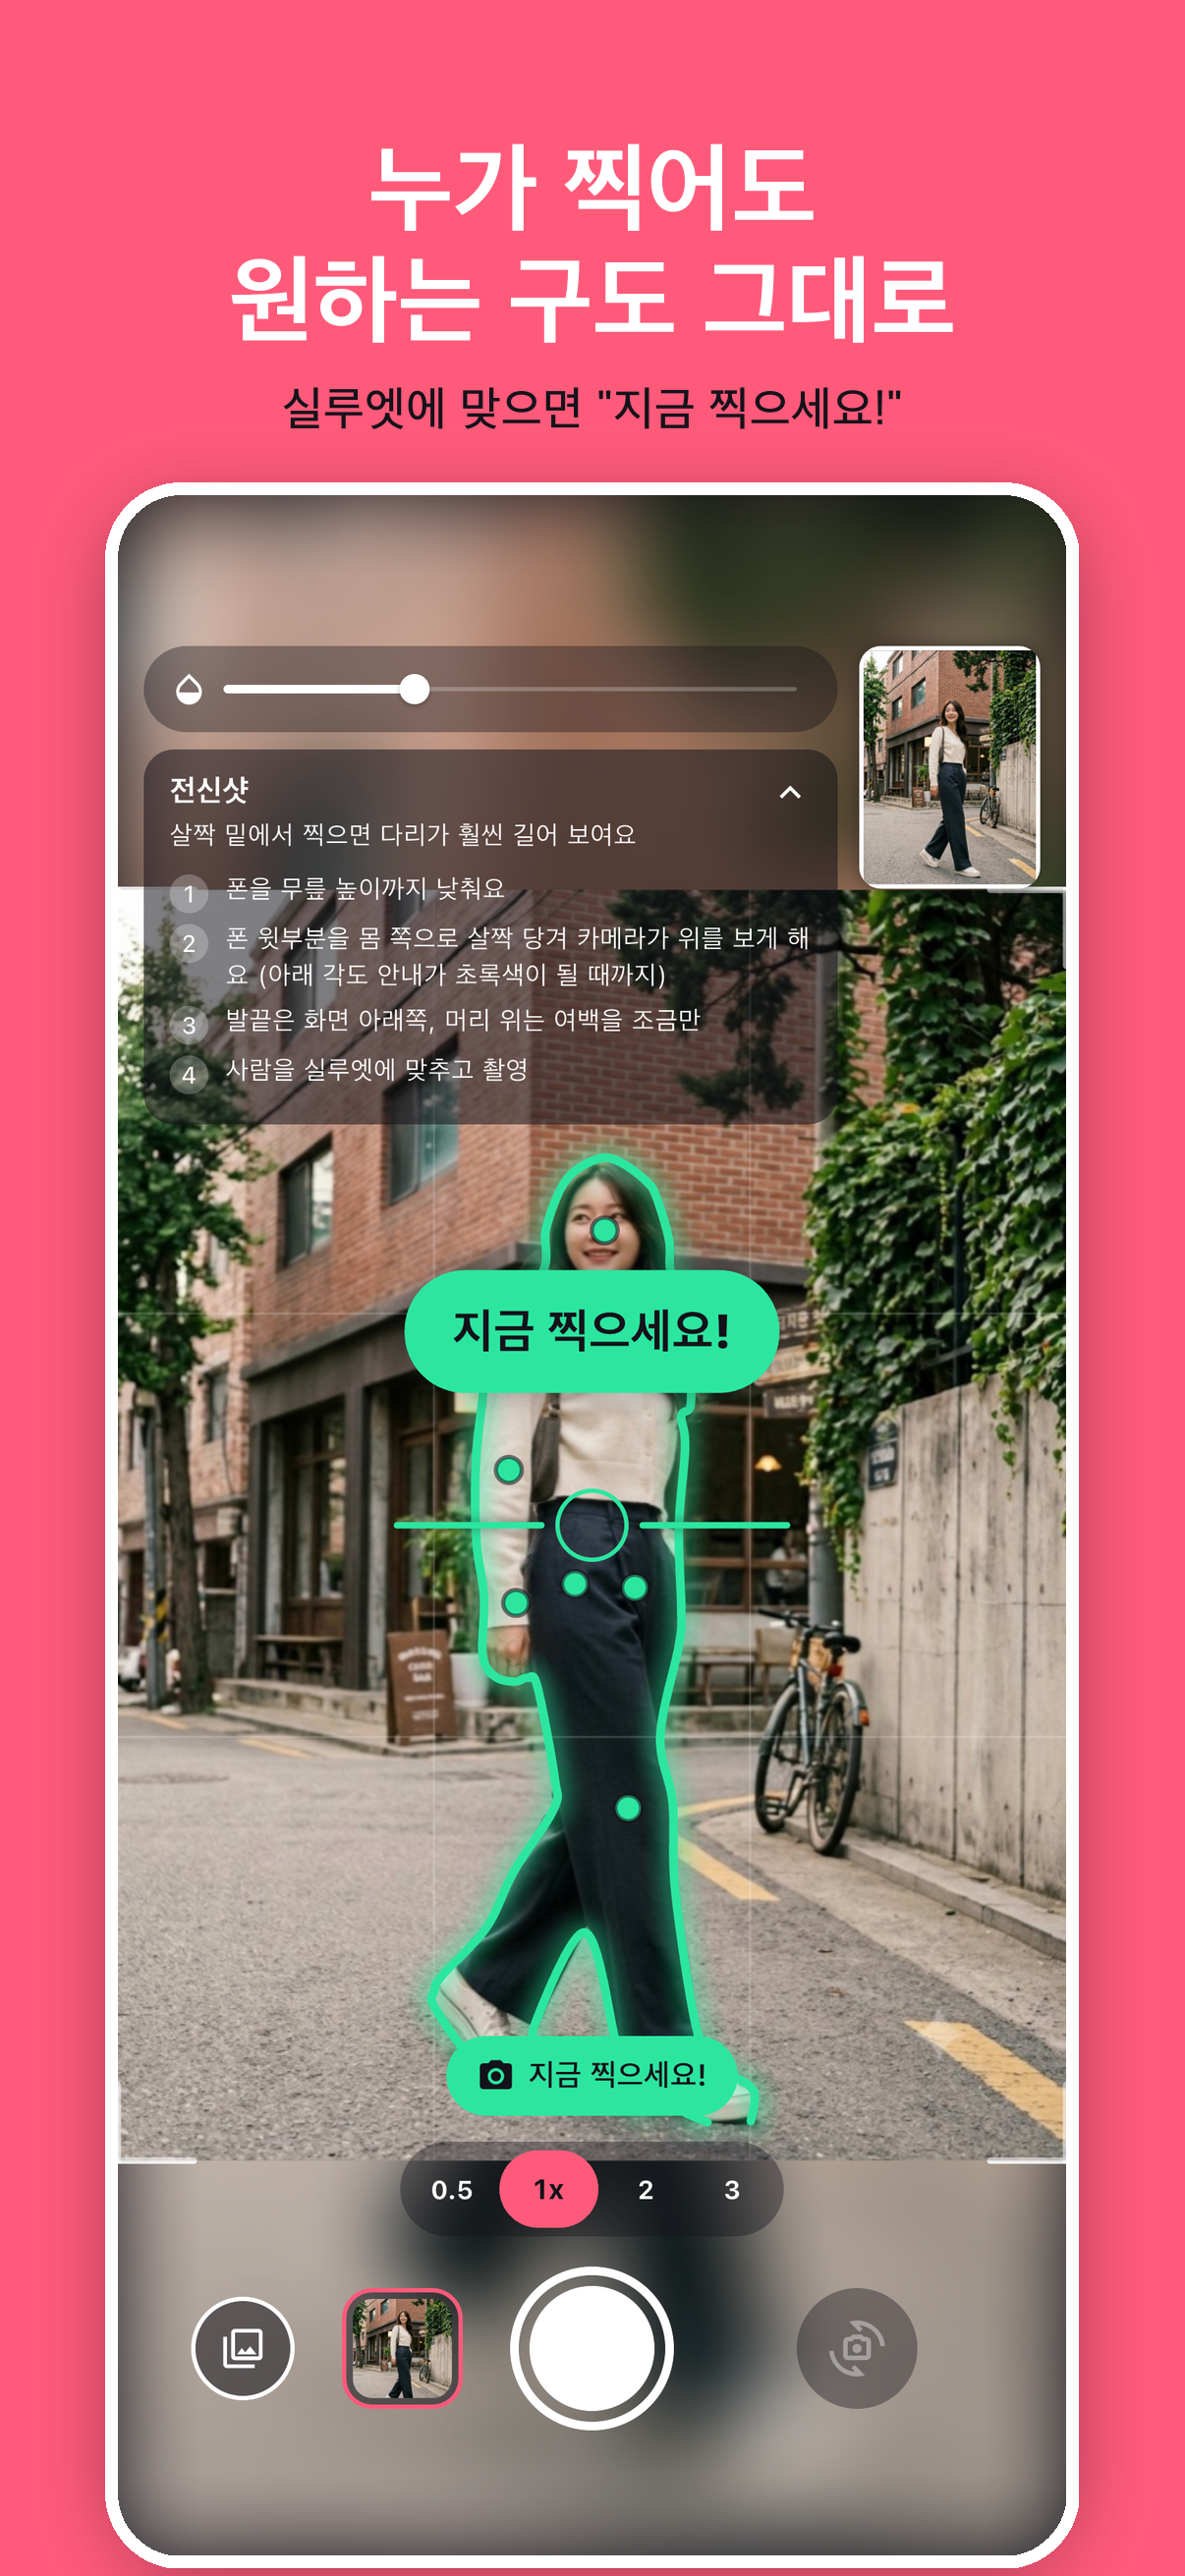 누가 찍어도
원하는 구도 그대로
실루엣에 맞으면 "지금 찍으세요!"
전신샷
살짝 밑에서 찍으면 다리가 훨씬 길어 보여요
1 폰을 무릎 높이까지 낮춰요
2 폰 윗부분을 몸 쪽으로 살짝 당겨 카메라가 위를 보게 해
요 (아래 각도 안내가 초록색이 될 때까지)
3 발끝은 화면 아래쪽, 머리 위는 여백을 조금만
4 사람을 실루엣에 맞추고 촬영
지금 찍으세요!
지금 찍으세요!
0.5 1x 2 3